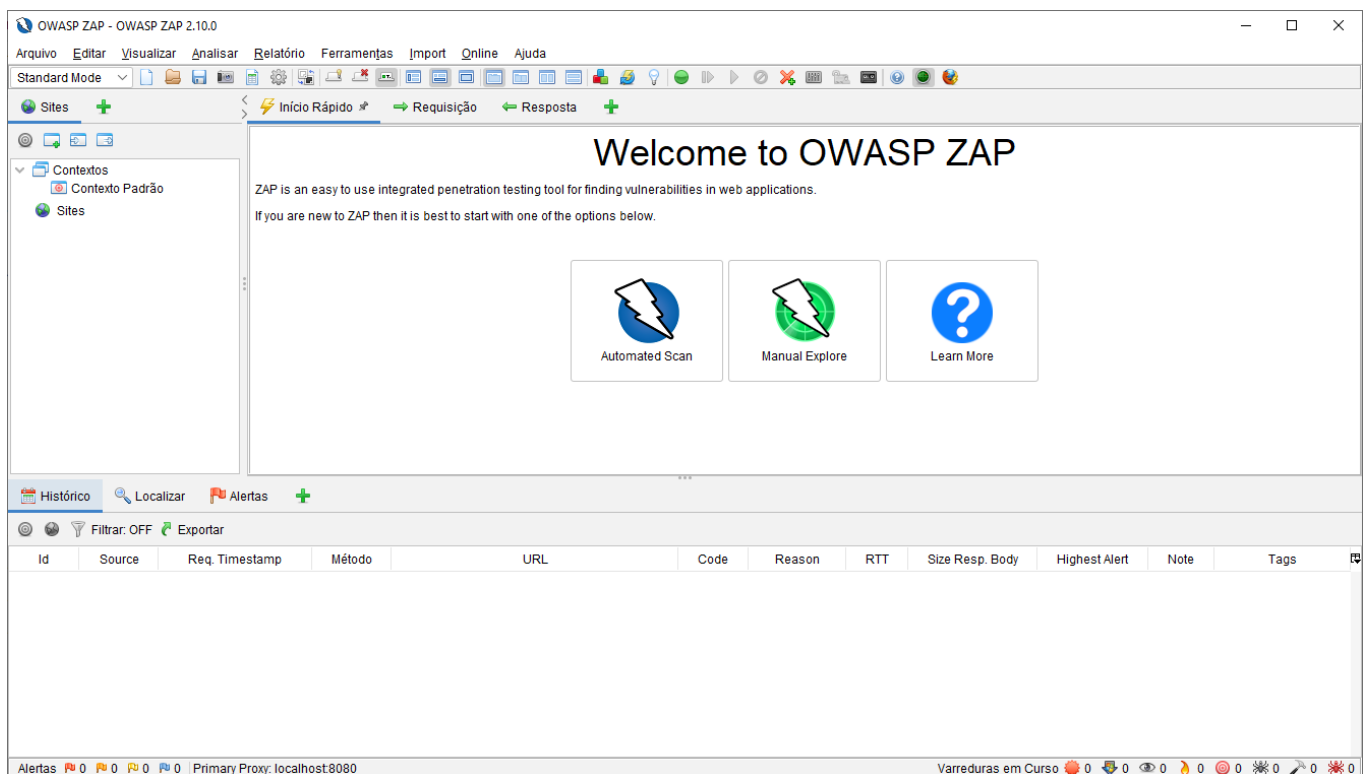 OWASP ZAP - OWASP ZAP 2.10.0
Arquivo Editar Visualizar Analisar Relatório Ferramentas Import Online Ajuda
Standard Mode
Sites
Início Rápido Requisição Resposta
Contextos
Contexto Padrão
Sites
Welcome to OWASP ZAP
ZAP is an easy to use integrated penetration testing tool for finding vulnerabilities in web applications.
If you are new to ZAP then it is best to start with one of the options below.
Automated Scan Manual Explore Learn More
Histórico Localizar Alertas
Filtrar: OFF Exportar
Id Source Req. Timestamp Método URL Code Reason RTT Size Resp. Body Highest Alert Note Tags
Alertas 0 0 0 0 Primary Proxy: localhost:8080 Varreduras em Curso 0 0 0 0 0 0 0 0